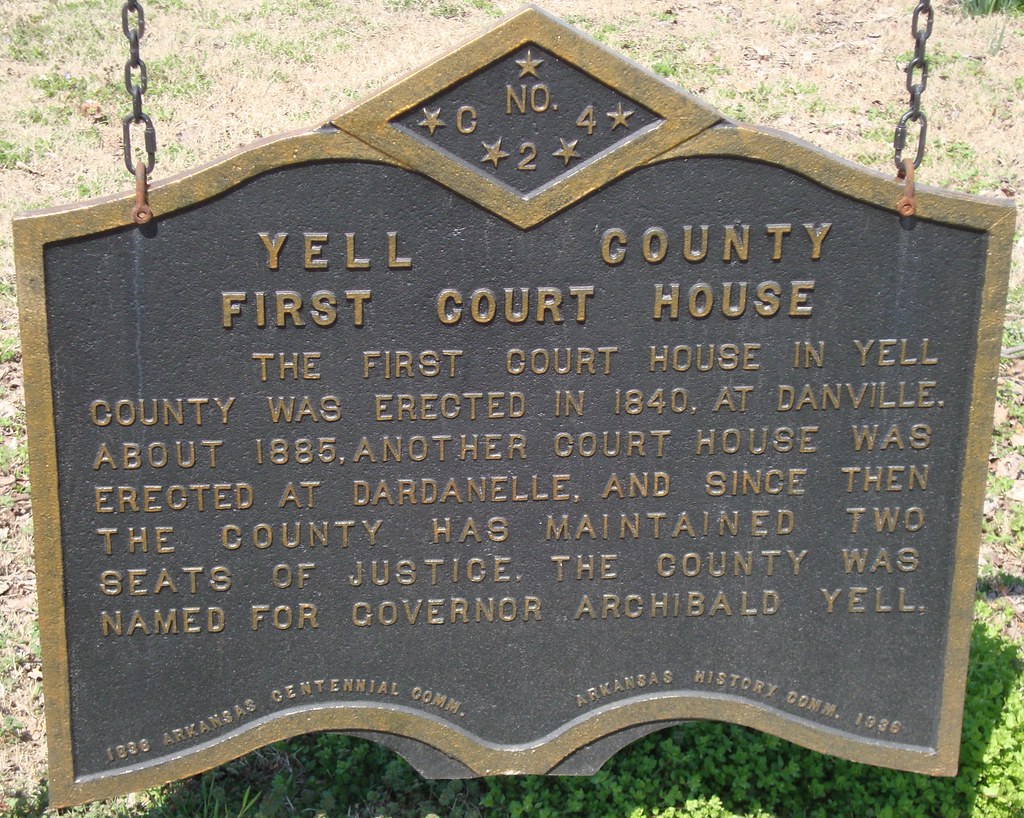 NO.
C 4
2
YELL COUNTY
FIRST COURT HOUSE
THE FIRST COURT HOUSE IN YELL
COUNTY WAS ERECTED IN 1840, AT DANVILLE.
ABOUT 1885, ANOTHER COURT HOUSE WAS
ERECTED AT DARDANELLE, AND SINCE THEN
THE COUNTY HAS MAINTAINED TWO
SEATS OF JUSTICE. THE COUNTY WAS
NAMED FOR GOVERNOR ARCHIBALD YELL.
1836 ARKANSAS CENTENNIAL COMM. ARKANSAS HISTORY COMM. 1936